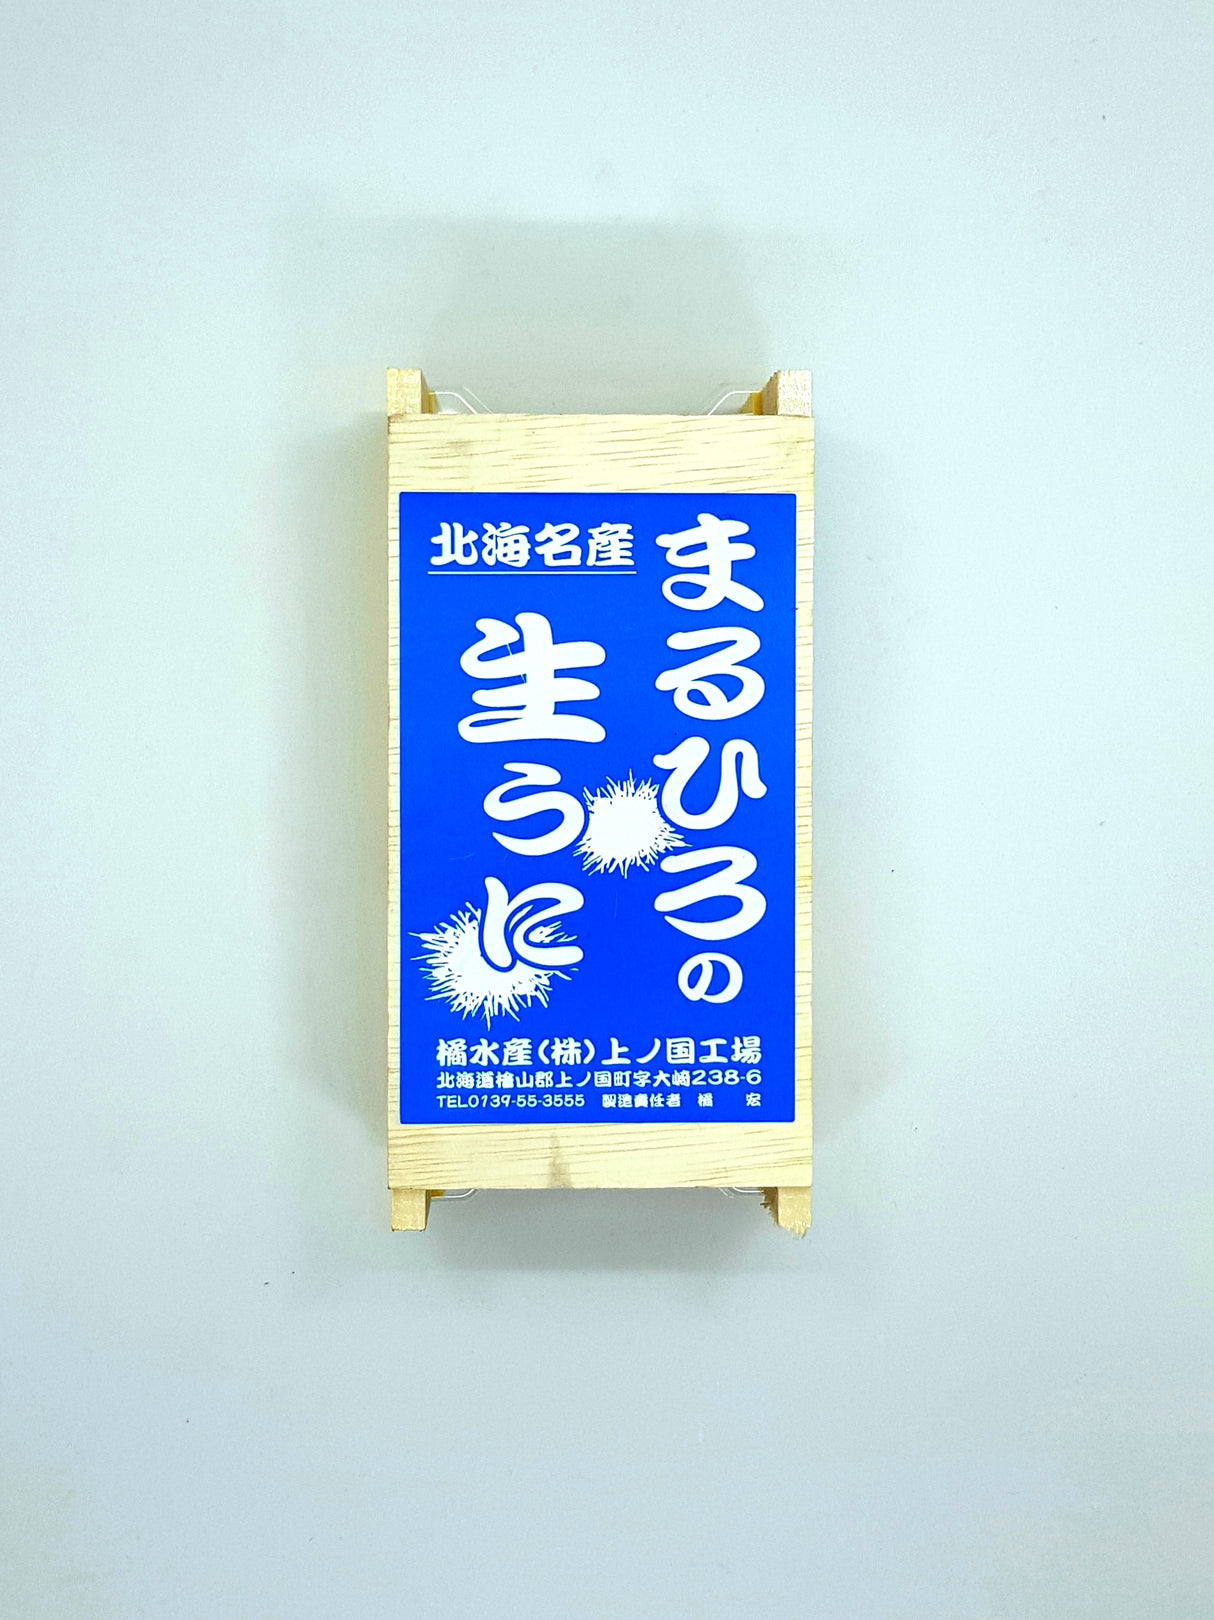 まるひろの
北海名産
生うに
橘水産(株)上ノ国工場
北海道檜山郡上ノ国町字大崎238-6
TEL0139-55-3555 製造責任者 橘 宏